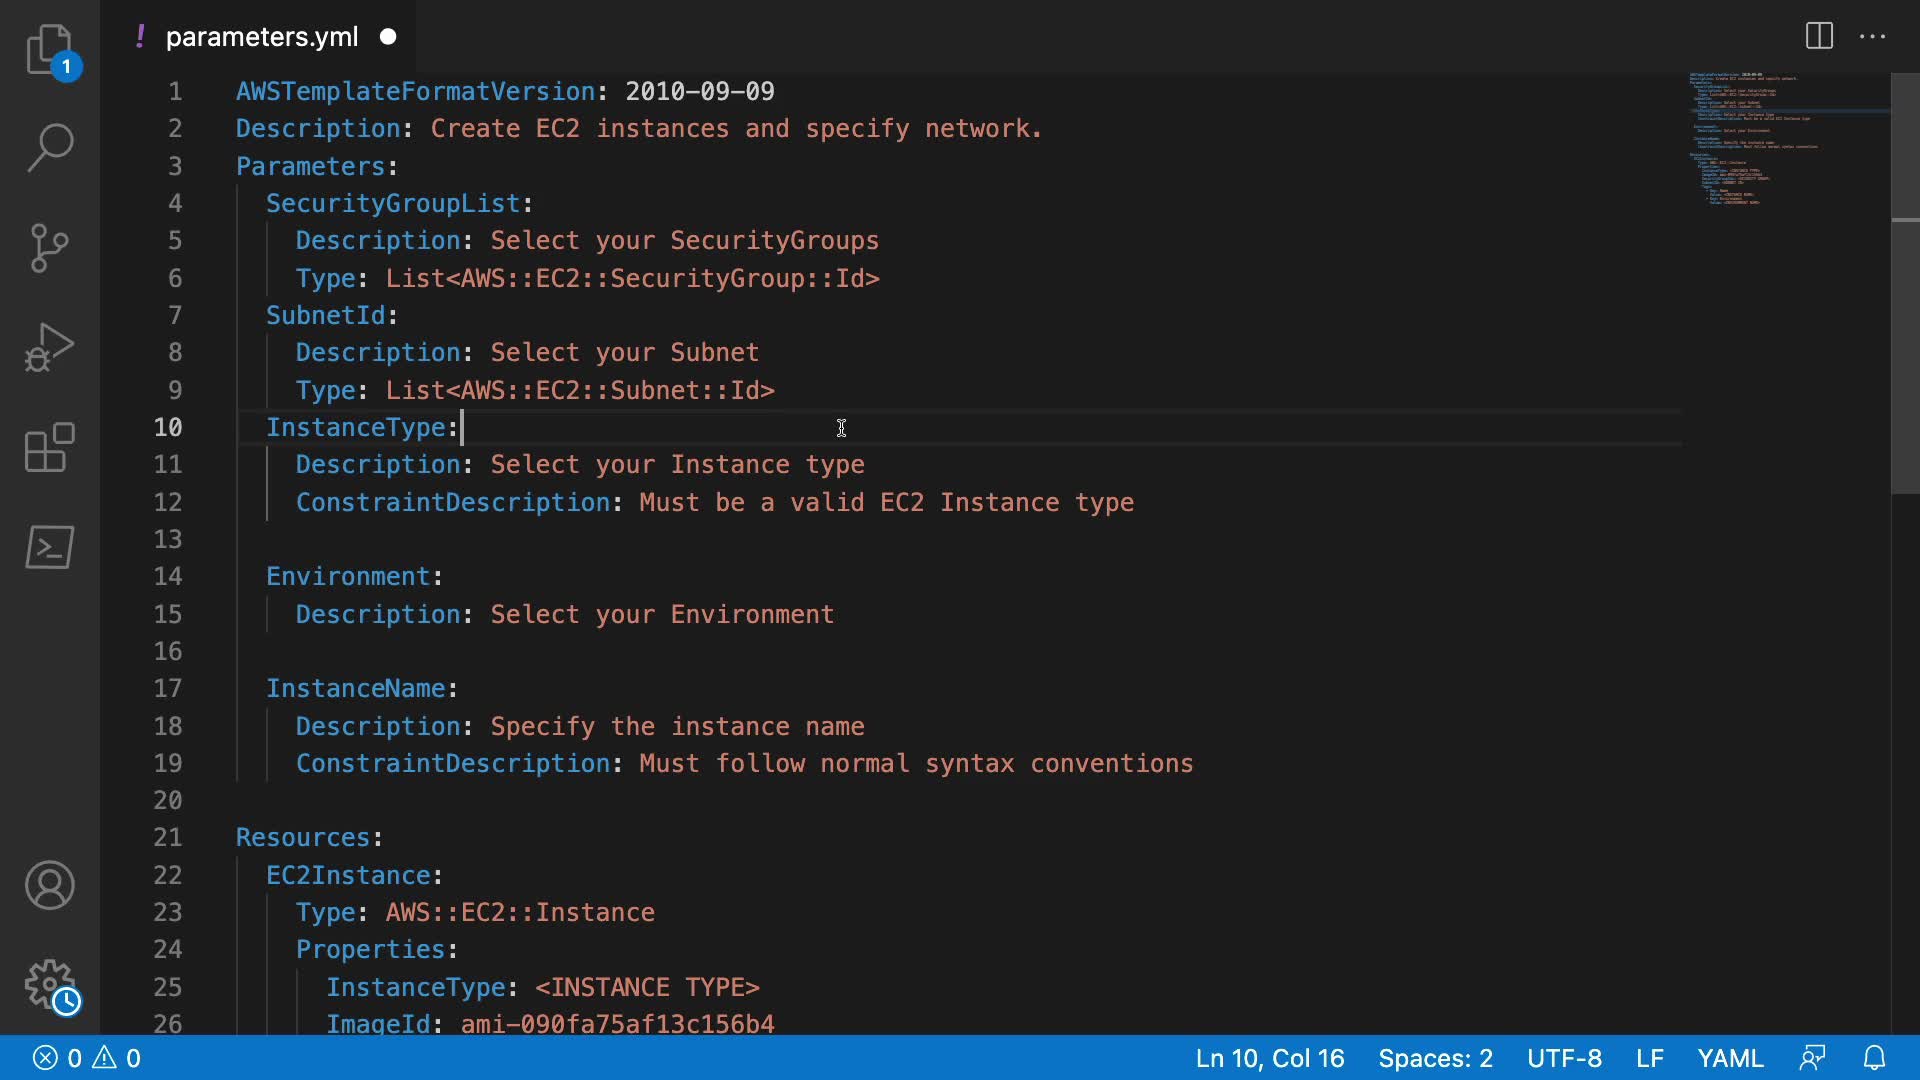 ! parameters.yml
1
1 AWSTemplateFormatVersion: 2010-09-09
2 Description: Create EC2 instances and specify network.
3 Parameters:
4 SecurityGroupList:
5 Description: Select your SecurityGroups
6 Type: List<AWS::EC2::SecurityGroup::Id>
7 SubnetId:
8 Description: Select your Subnet
9 Type: List<AWS::EC2::Subnet::Id>
10 InstanceType:
11 Description: Select your Instance type
12 ConstraintDescription: Must be a valid EC2 Instance type
13
14 Environment:
15 Description: Select your Environment
16
17 InstanceName:
18 Description: Specify the instance name
19 ConstraintDescription: Must follow normal syntax conventions
20
21 Resources:
22 EC2Instance:
23 Type: AWS::EC2::Instance
24 Properties:
25 InstanceType: <INSTANCE TYPE>
26 ImageId: ami-090fa75af13c156b4
0 0 Ln 10, Col 16 Spaces: 2 UTF-8 LF YAML